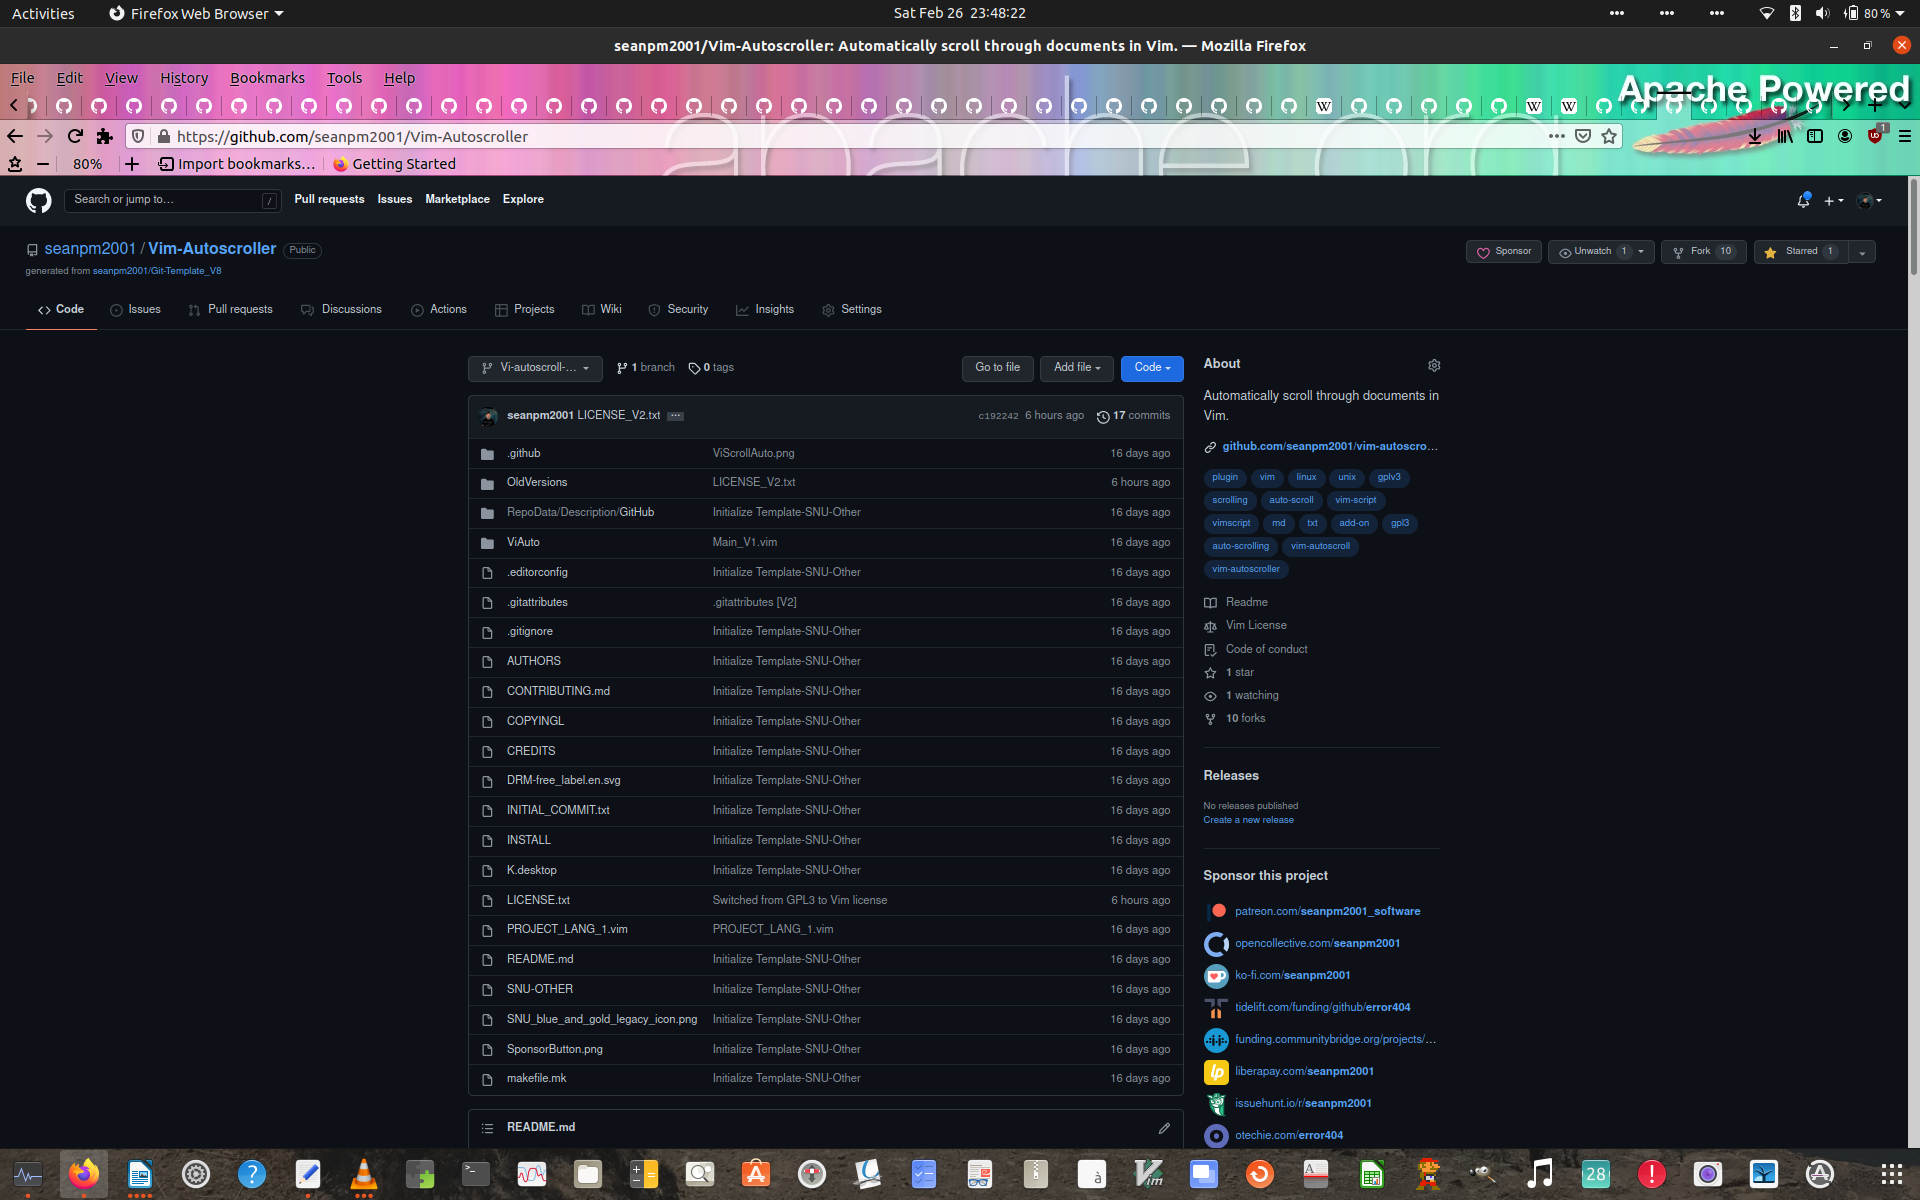 Activities
Firefox Web Browser
Sat Feb 26  23:48:22
80 %
seanpm2001/Vim-Autoscroller: Automatically scroll through documents in Vim. — Mozilla Firefox
File Edit View History Bookmarks Tools Help
Apache Powered
https://github.com/seanpm2001/Vim-Autoscroller
1
apache org
80%
Import bookmarks…
Getting Started
Search or jump to…
/
Pull requests
Issues
Marketplace
Explore
seanpm2001 / Vim-Autoscroller
Public
Sponsor
Unwatch 1
Fork 10
Starred 1
generated from seanpm2001/Git-Template_V8
Code
Issues
Pull requests
Discussions
Actions
Projects
Wiki
Security
Insights
Settings
Vi-autoscroll-…
1 branch
0 tags
Go to file
Add file
Code
seanpm2001 LICENSE_V2.txt
c192242 6 hours ago
17 commits
.github ViScrollAuto.png 16 days ago
OldVersions LICENSE_V2.txt 6 hours ago
RepoData/Description/GitHub Initialize Template-SNU-Other 16 days ago
ViAuto Main_V1.vim 16 days ago
.editorconfig Initialize Template-SNU-Other 16 days ago
.gitattributes .gitattributes [V2] 16 days ago
.gitignore Initialize Template-SNU-Other 16 days ago
AUTHORS Initialize Template-SNU-Other 16 days ago
CONTRIBUTING.md Initialize Template-SNU-Other 16 days ago
COPYINGL Initialize Template-SNU-Other 16 days ago
CREDITS Initialize Template-SNU-Other 16 days ago
DRM-free_label.en.svg Initialize Template-SNU-Other 16 days ago
INITIAL_COMMIT.txt Initialize Template-SNU-Other 16 days ago
INSTALL Initialize Template-SNU-Other 16 days ago
K.desktop Initialize Template-SNU-Other 16 days ago
LICENSE.txt Switched from GPL3 to Vim license 6 hours ago
PROJECT_LANG_1.vim PROJECT_LANG_1.vim 16 days ago
README.md Initialize Template-SNU-Other 16 days ago
SNU-OTHER Initialize Template-SNU-Other 16 days ago
SNU_blue_and_gold_legacy_icon.png Initialize Template-SNU-Other 16 days ago
SponsorButton.png Initialize Template-SNU-Other 16 days ago
makefile.mk Initialize Template-SNU-Other 16 days ago
README.md
About
Automatically scroll through documents in
Vim.
github.com/seanpm2001/vim-autoscro…
plugin vim linux unix gplv3
scrolling auto-scroll vim-script
vimscript md txt add-on gpl3
auto-scrolling vim-autoscroll
vim-autoscroller
Readme
Vim License
Code of conduct
1 star
1 watching
10 forks
Releases
No releases published
Create a new release
Sponsor this project
patreon.com/seanpm2001_software
opencollective.com/seanpm2001
ko-fi.com/seanpm2001
tidelift.com/funding/github/error404
funding.communitybridge.org/projects/…
liberapay.com/seanpm2001
issuehunt.io/r/seanpm2001
otechie.com/error404
28